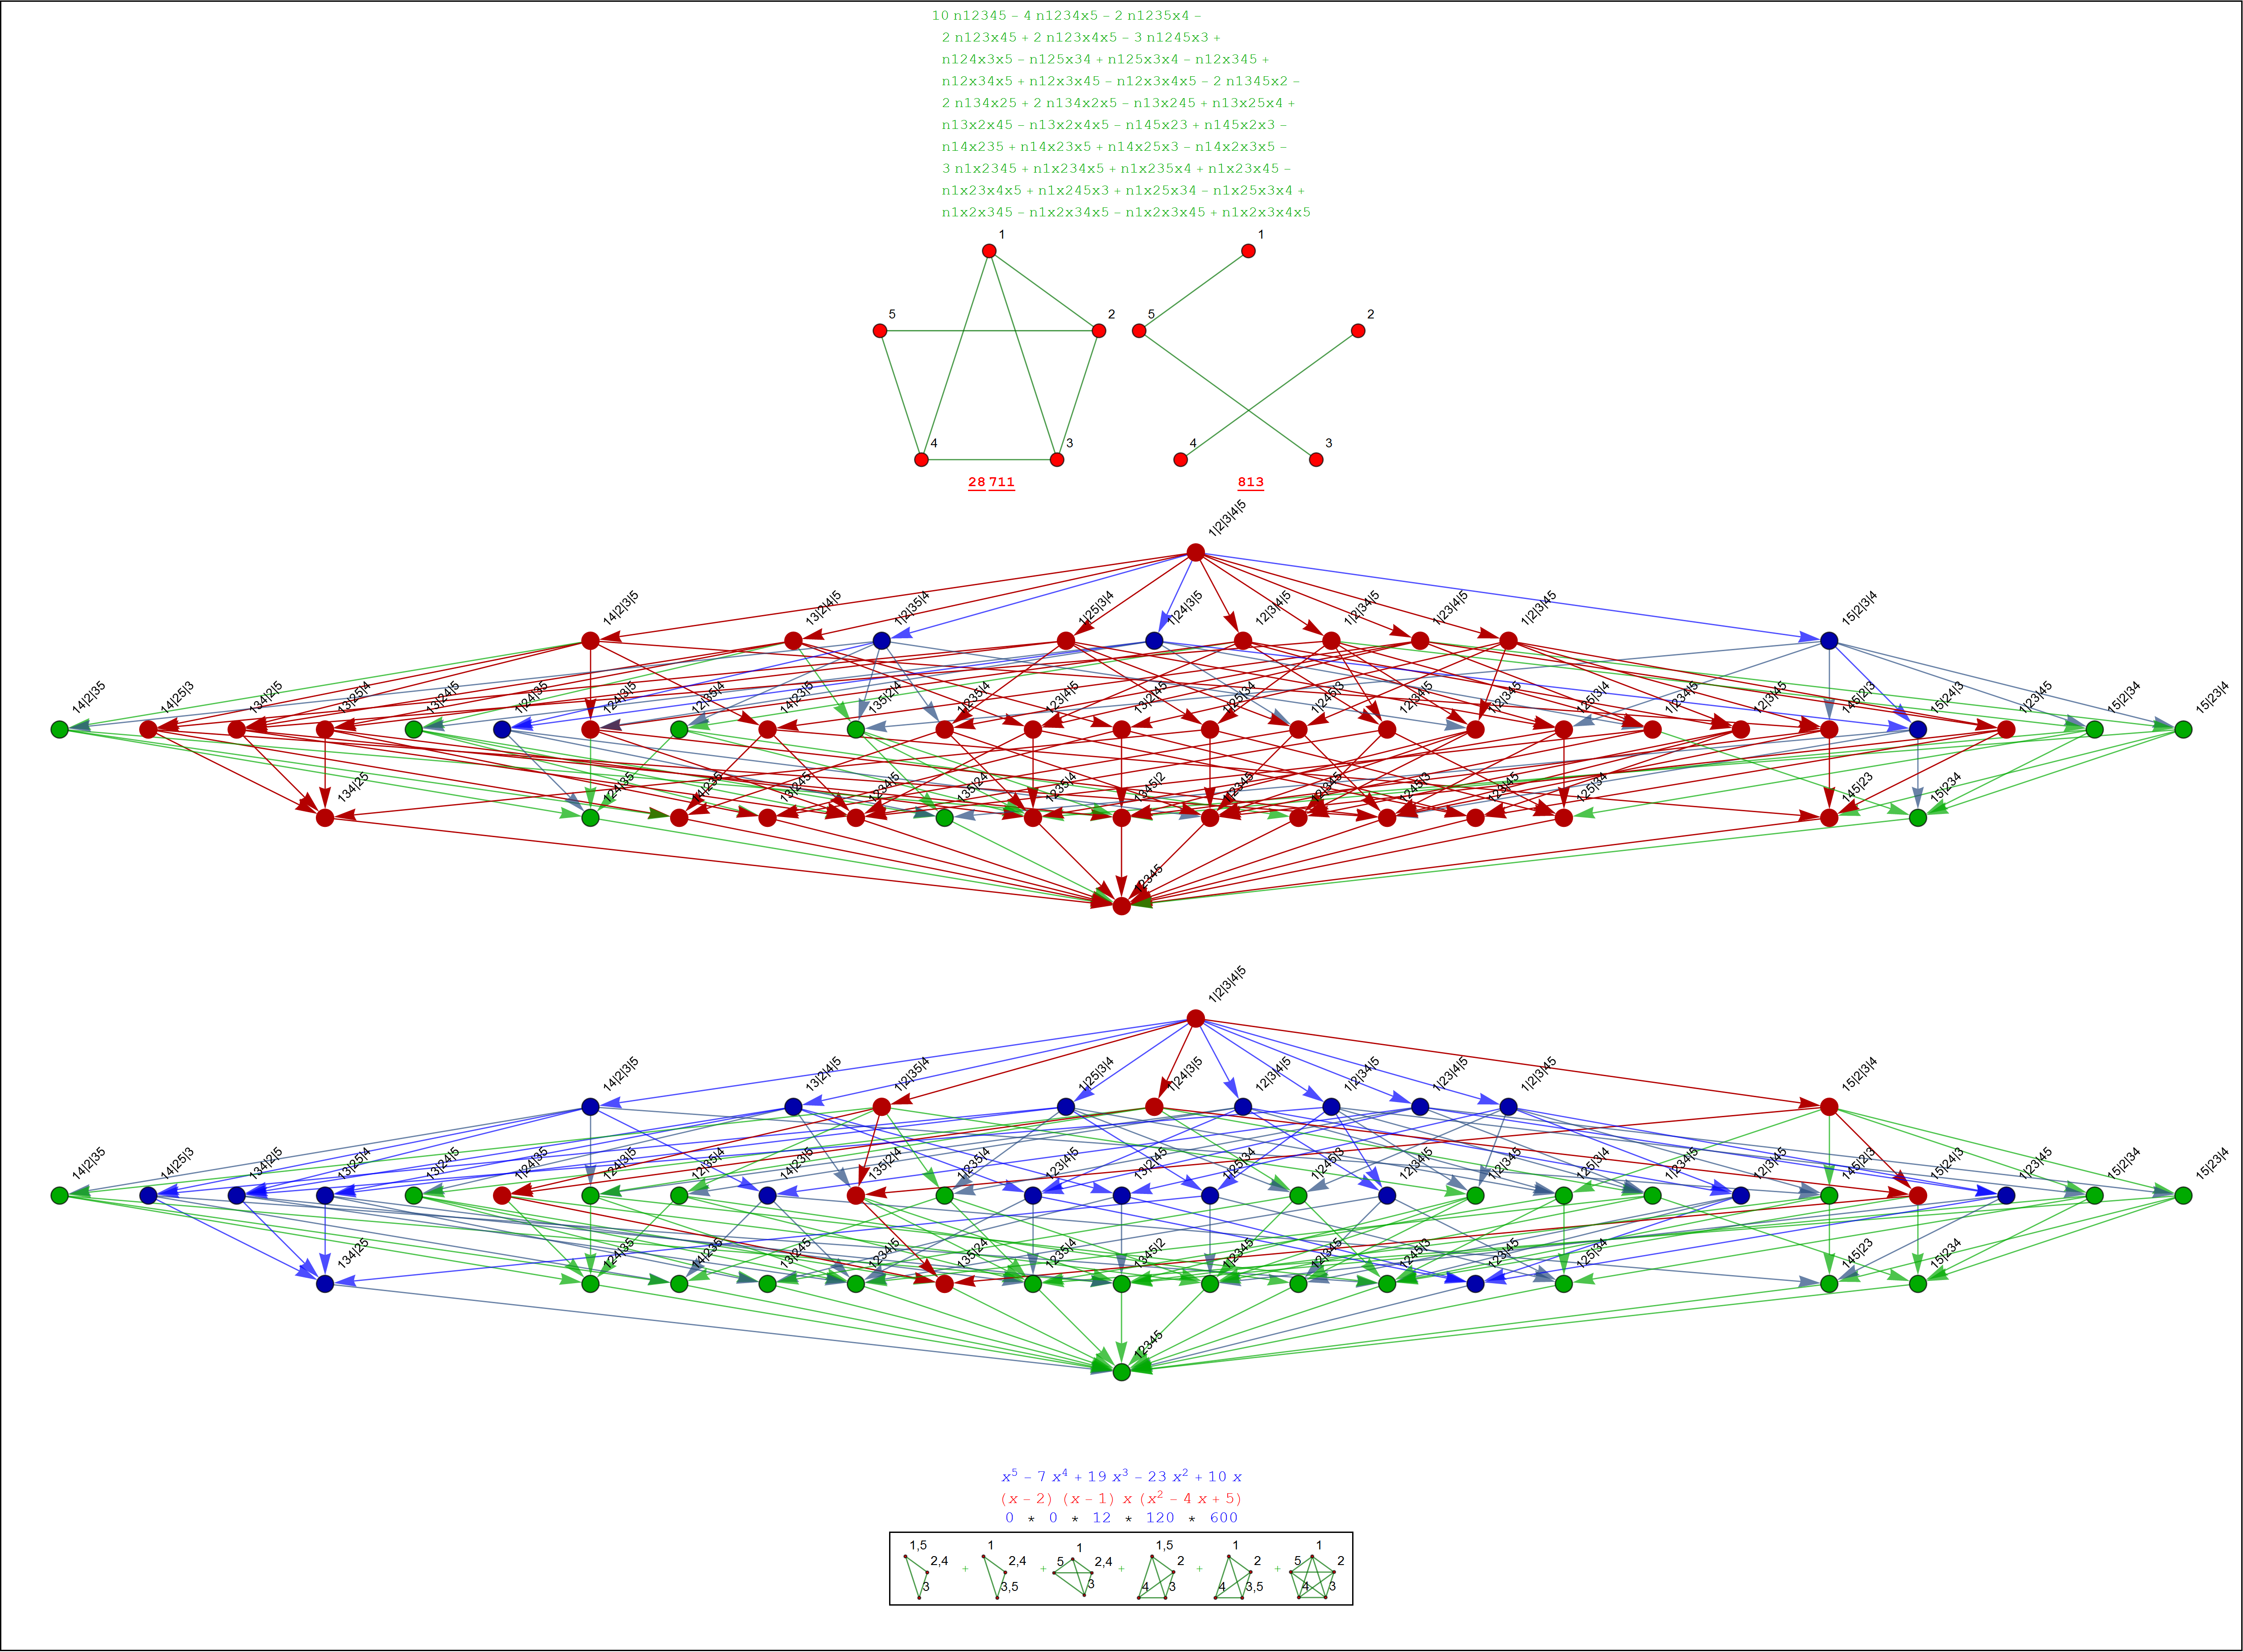 10 n12345 – 4 n1234x5 – 2 n1235x4 –
2 n123x45 + 2 n123x4x5 – 3 n1245x3 +
n124x3x5 – n125x34 + n125x3x4 – n12x345 +
n12x34x5 + n12x3x45 – n12x3x4x5 – 2 n1345x2 –
2 n134x25 + 2 n134x2x5 – n13x245 + n13x25x4 +
n13x2x45 – n13x2x4x5 – n145x23 + n145x2x3 –
n14x235 + n14x23x5 + n14x25x3 – n14x2x3x5 –
3 n1x2345 + n1x234x5 + n1x235x4 + n1x23x45 –
n1x23x4x5 + n1x245x3 + n1x25x34 – n1x25x3x4 +
n1x2x345 – n1x2x34x5 – n1x2x3x45 + n1x2x3x4x5
1 1
5 2 5 2
4 3 4 3
28 711 813
1|2|3|4|5
14|2|3|5 13|2|4|5 1|2|35|4 1|25|3|4 1|24|3|5 12|3|4|5 1|2|34|5 1|23|4|5 1|2|3|45 15|2|3|4
14|2|35 14|25|3 134|2|5 13|25|4 13|24|5 1|24|35 124|3|5 12|35|4 14|23|5 135|2|4 1|235|4 123|4|5 13|2|45 1|25|34 1|245|3 12|34|5 1|2|345 125|3|4 1|234|5 12|3|45 145|2|3 15|24|3 1|23|45 15|2|34 15|23|4
134|25 124|35 14|235 13|245 1234|5 135|24 1235|4 1345|2 1|2345 12|345 1245|3 123|45 125|34 145|23 15|234
12345
1|2|3|4|5
14|2|3|5 13|2|4|5 1|2|35|4 1|25|3|4 1|24|3|5 12|3|4|5 1|2|34|5 1|23|4|5 1|2|3|45 15|2|3|4
14|2|35 14|25|3 134|2|5 13|25|4 13|24|5 1|24|35 124|3|5 12|35|4 14|23|5 135|2|4 1|235|4 123|4|5 13|2|45 1|25|34 1|245|3 12|34|5 1|2|345 125|3|4 1|234|5 12|3|45 145|2|3 15|24|3 1|23|45 15|2|34 15|23|4
134|25 124|35 14|235 13|245 1234|5 135|24 1235|4 1345|2 1|2345 12|345 1245|3 123|45 125|34 145|23 15|234
12345
x⁵ – 7 x⁴ + 19 x³ – 23 x² + 10 x
(x – 2) (x – 1) x (x² – 4 x + 5)
0 * 0 * 12 * 120 * 600
1,5 1 1 1,5 1 1
2,4 + 2,4 + 5 2,4 + 2 + 2 + 5 2
3 3,5 3 4 3 4 3,5 4 3